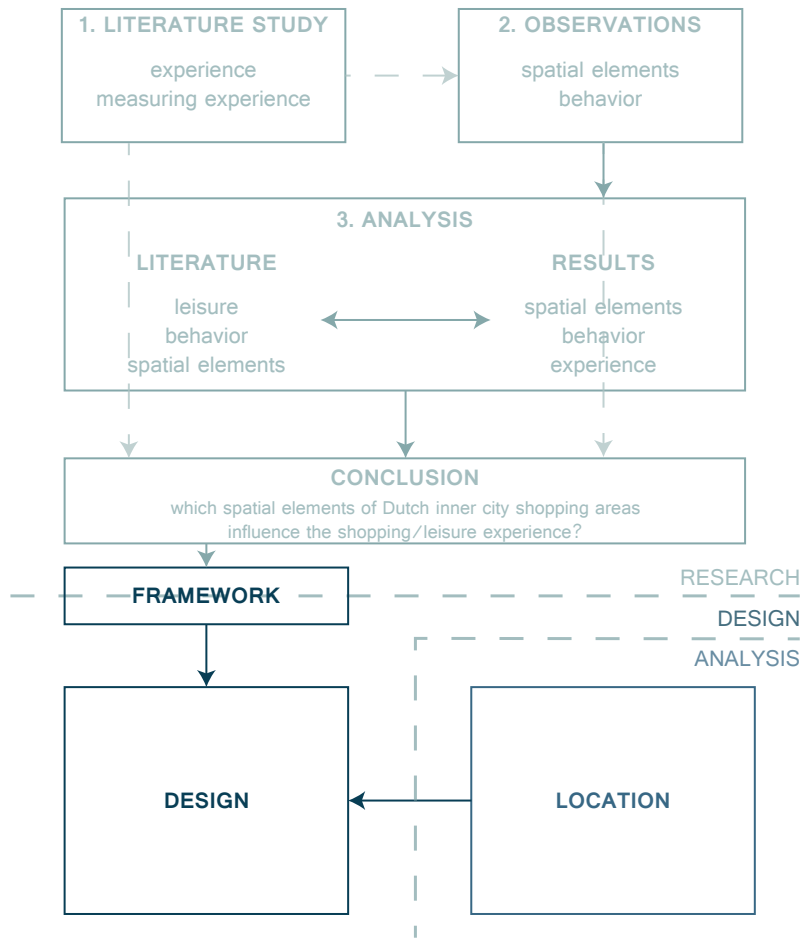 1. LITERATURE STUDY
experience
measuring experience
2. OBSERVATIONS
spatial elements
behavior
3. ANALYSIS
LITERATURE
leisure
behavior
spatial elements
RESULTS
spatial elements
behavior
experience
CONCLUSION
which spatial elements of Dutch inner city shopping areas
influence the shopping/leisure experience?
FRAMEWORK
RESEARCH
DESIGN
ANALYSIS
DESIGN
LOCATION